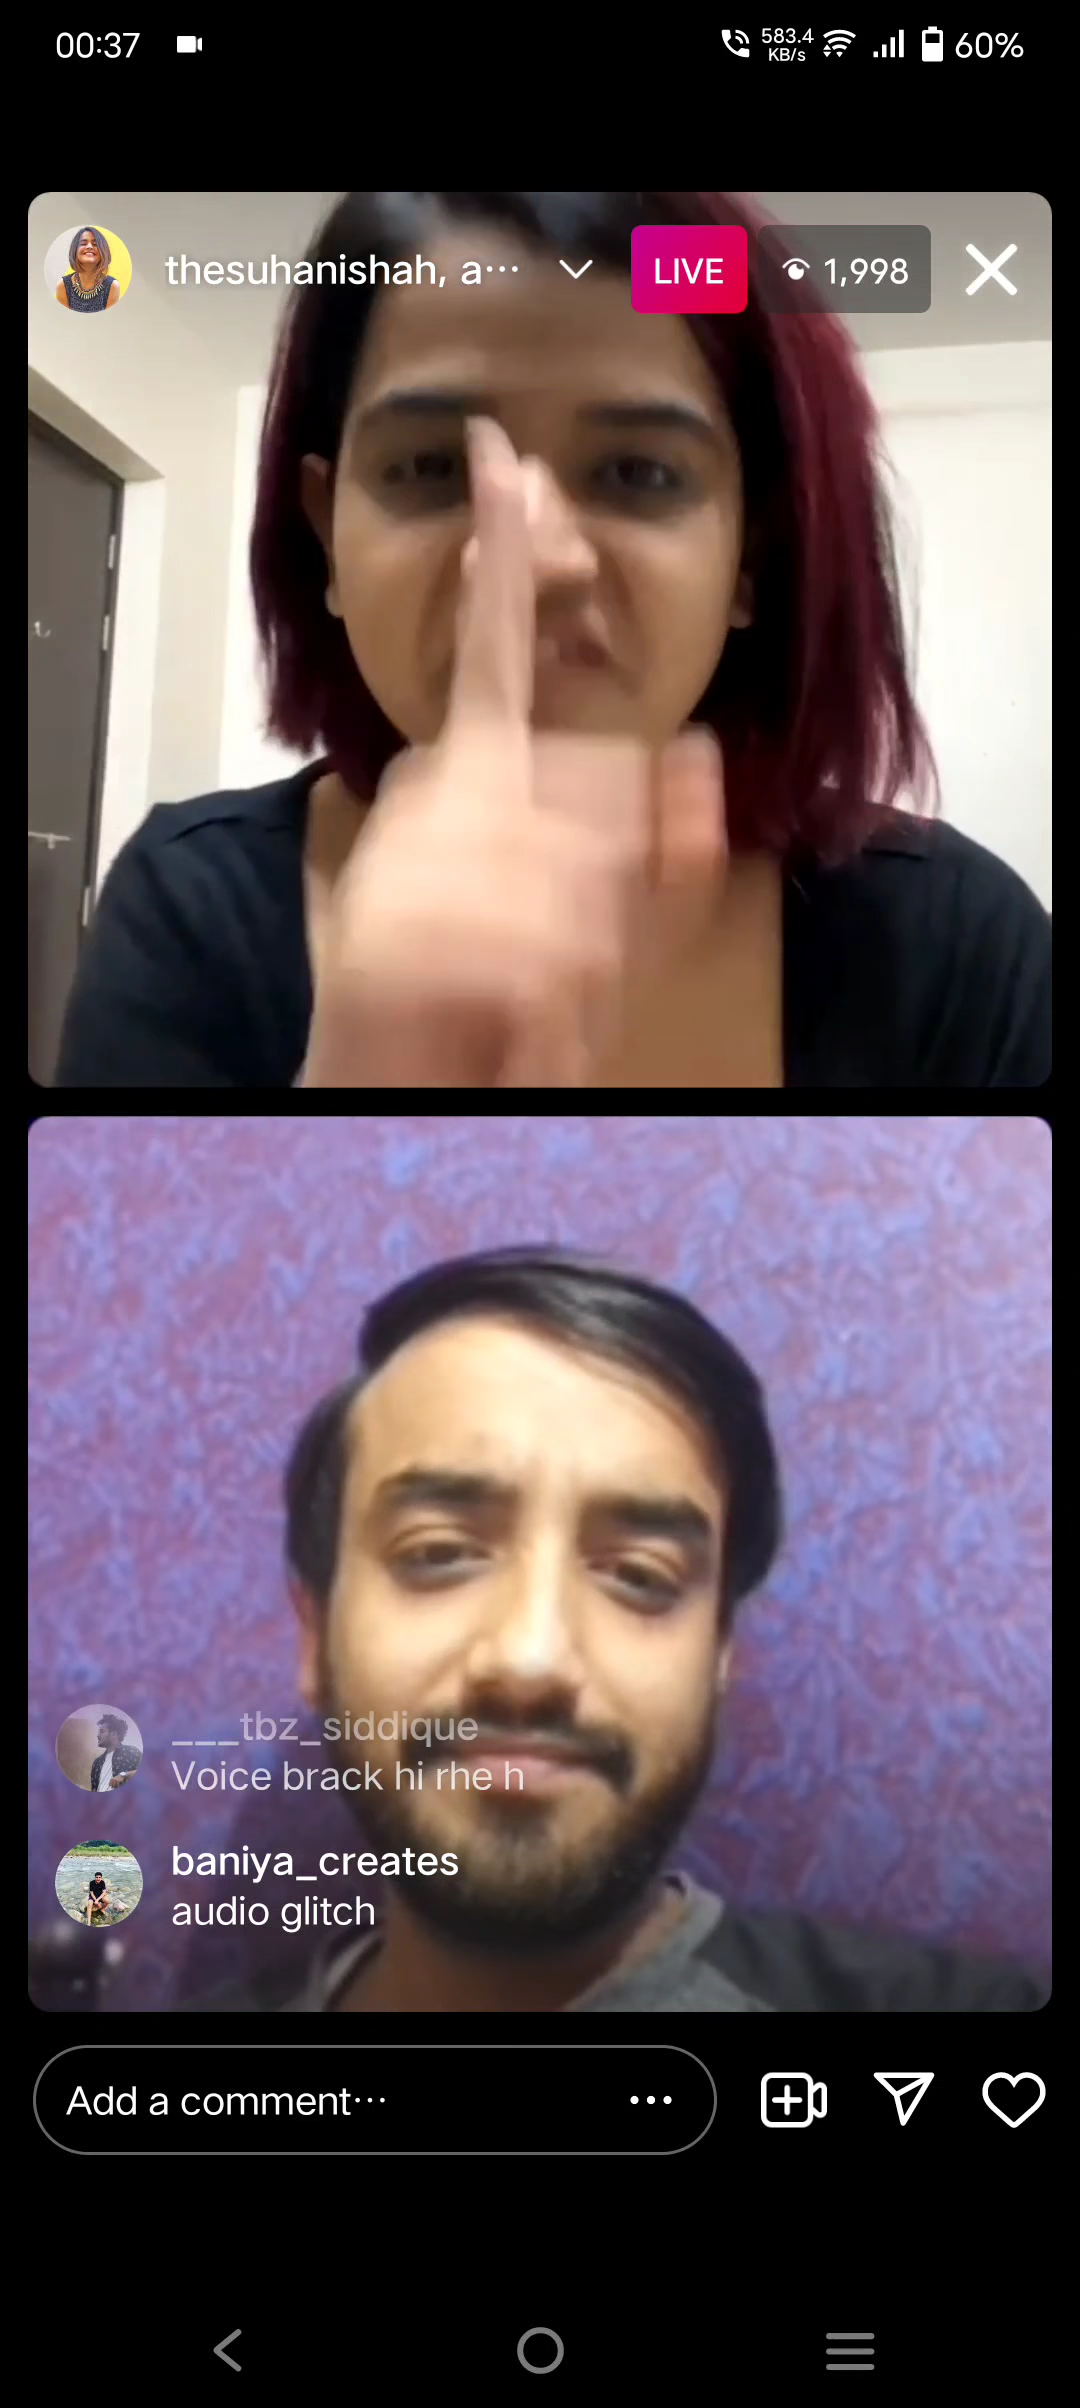 00:37
583.4
KB/s
60%
thesuhanishah, a...
LIVE
1,998
___tbz_siddique
Voice brack hi rhe h
baniya_creates
audio glitch
Add a comment...